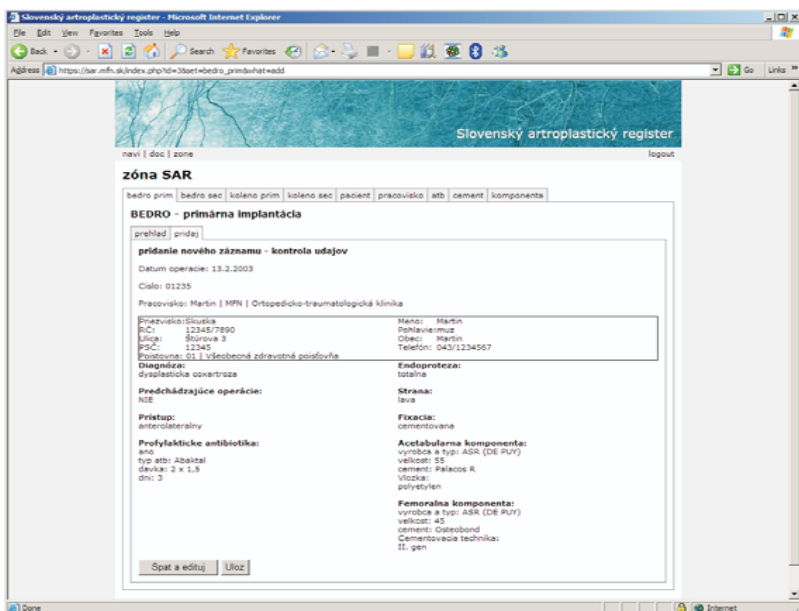 Slovenský artroplastický register - Microsoft Internet Explorer
File Edit View Favorites Tools Help
Back Search Favorites
Address https://sar.mfn.sk/index.php?id=3&set=bedro_prim&what=add Go Links »
Slovenský artroplastický register
navi | doc | zone logout
zóna SAR
bedro prim bedro sec koleno prim koleno sec pacient pracovisko atb cement komponenta
BEDRO - primárna implantácia
prehlad pridaj
pridanie nového záznamu - kontrola udajov
Datum operacie: 13.2.2003
Cislo: 01235
Pracovisko: Martin | MFN | Ortopedicko-traumatologická klinika
Priezvisko: Skuska Meno: Martin
RČ: 12345/7890 Pohlavie: muz
Ulica: Štúrova 3 Obec: Martin
PSČ: 12345 Telefón: 043/1234567
Poistovna: 01 | Všeobecná zdravotná poisťovňa
Diagnóza: Endoproteza:
dysplasticka coxartroza totalna
Predchádzajúce operácie: Strana:
NIE lava
Prístup: Fixacia:
anterolateralny cementovana
Profylakticke antibiotika: Acetabularna komponenta:
ano vyrobca a typ: ASR (DE PUY)
typ atb: Abaktal velkost: 55
davka: 2 x 1,5 cement: Palacos R
dni: 3 Vlozka:
polyetylen
Femoralna komponenta:
vyrobca a typ: ASR (DE PUY)
velkost: 45
cement: Osteobond
Cementovacia technika:
II. gen
Spat a edituj Uloz
Done Internet